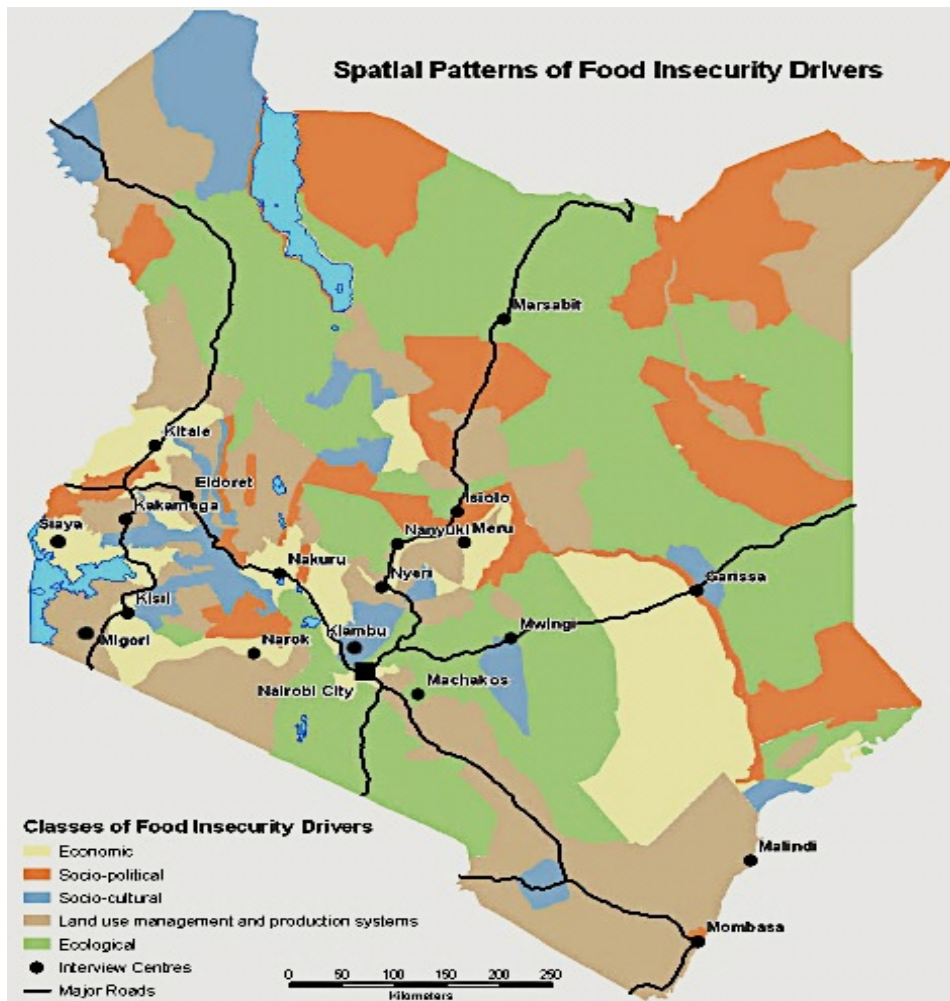 Spatial Patterns of Food Insecurity Drivers
Marsabit
Kitale
Eldoret
Kakamega
Siaya
Isiolo
Nanyuki
Meru
Nakuru
Nyeri
Garissa
Kisii
Mwingi
Migori
Narok
Kiambu
Nairobi City
Machakos
Malindi
Mombasa
Classes of Food Insecurity Drivers
Economic
Socio-political
Socio-cultural
Land use management and production systems
Ecological
Interview Centres
Major Roads
0 50 100 150 200 250
Kilometers